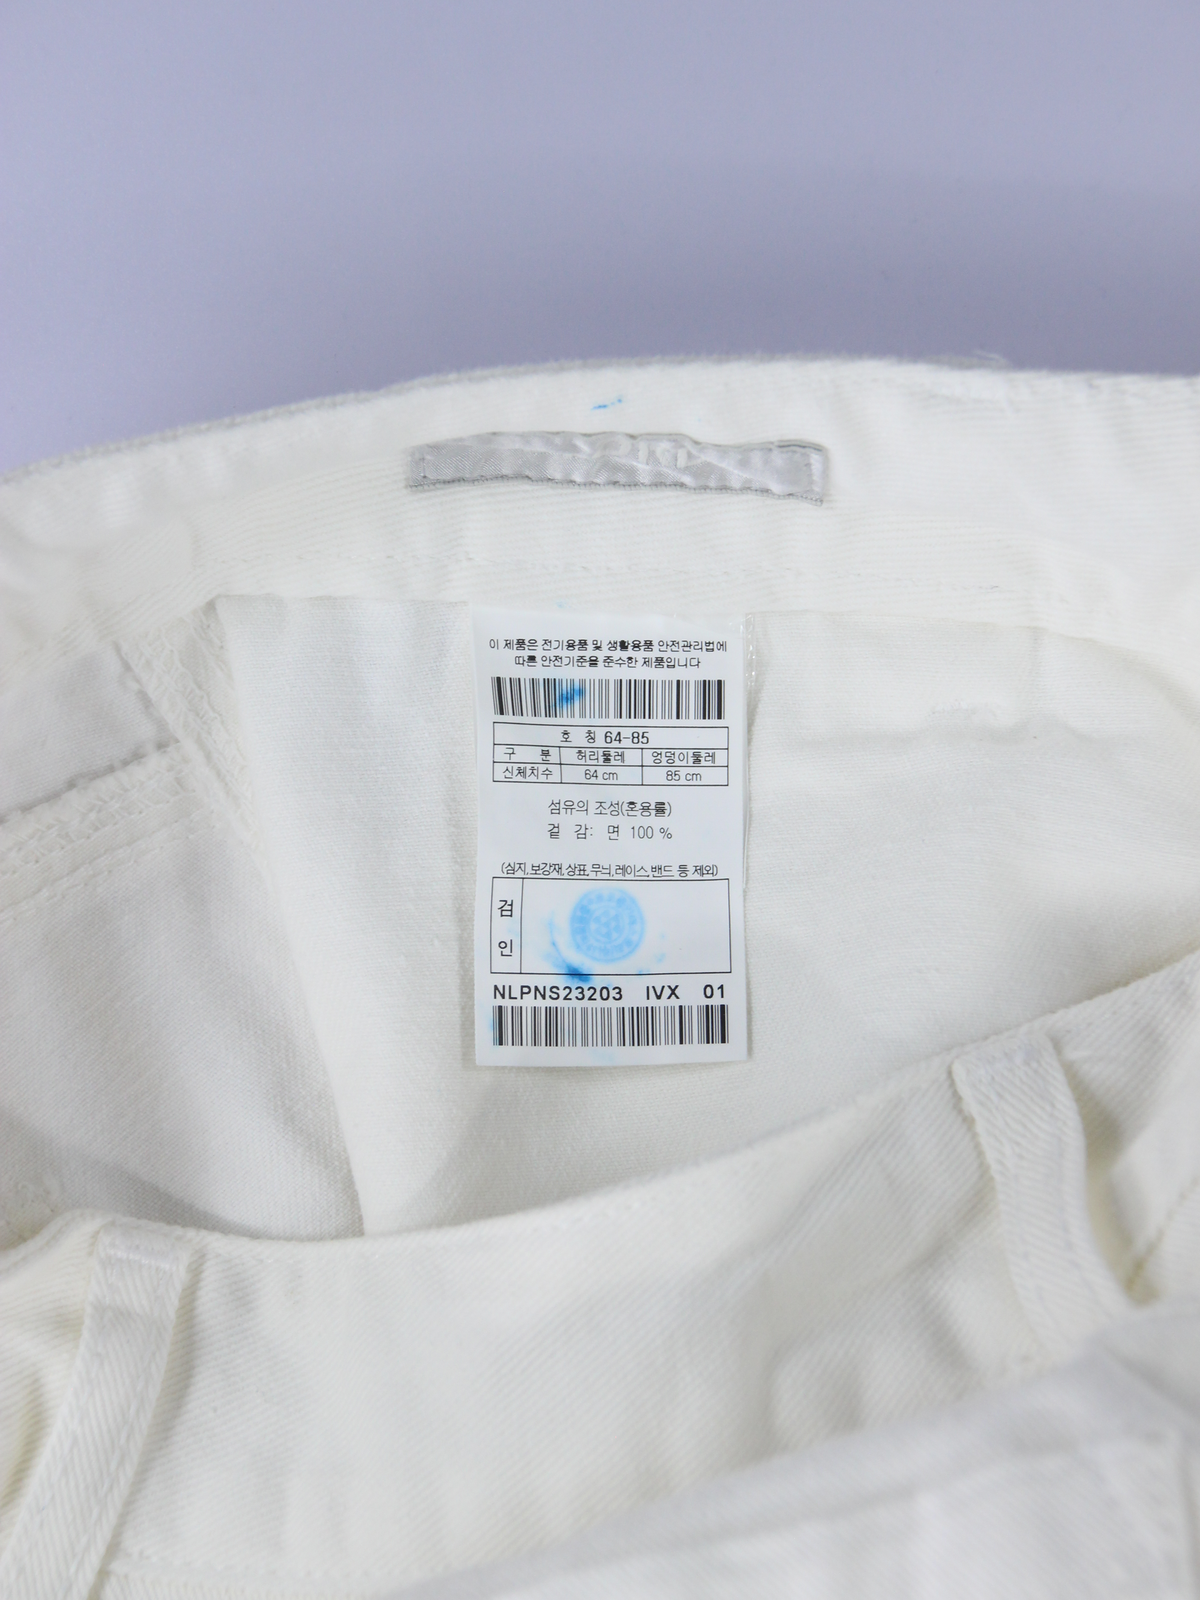 이 제품은 전기용품 및 생활용품 안전관리법에
따른 안전기준을 준수한 제품입니다
호 칭 64-85
구 분 허리둘레 엉덩이둘레
신체치수 64 cm 85 cm
섬유의 조성(혼용률)
겉 감: 면 100 %
(심지,보강재,상표,무늬,레이스,밴드 등 제외)
검
인
NLPNS23203 IVX 01